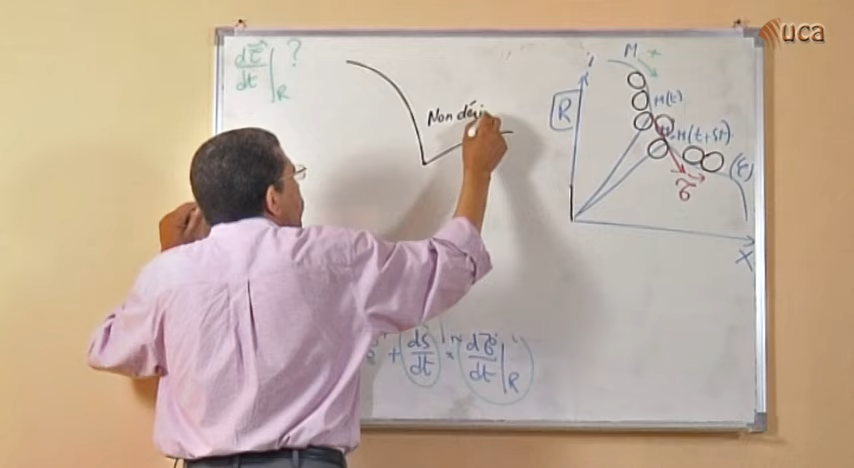 uca
dτ⃗/dt |R ?
Non déri
M +
R
M(t)
M(t+δt)
(ℓ)
τ⃗
X
+ ds/dt * dτ⃗/dt |R